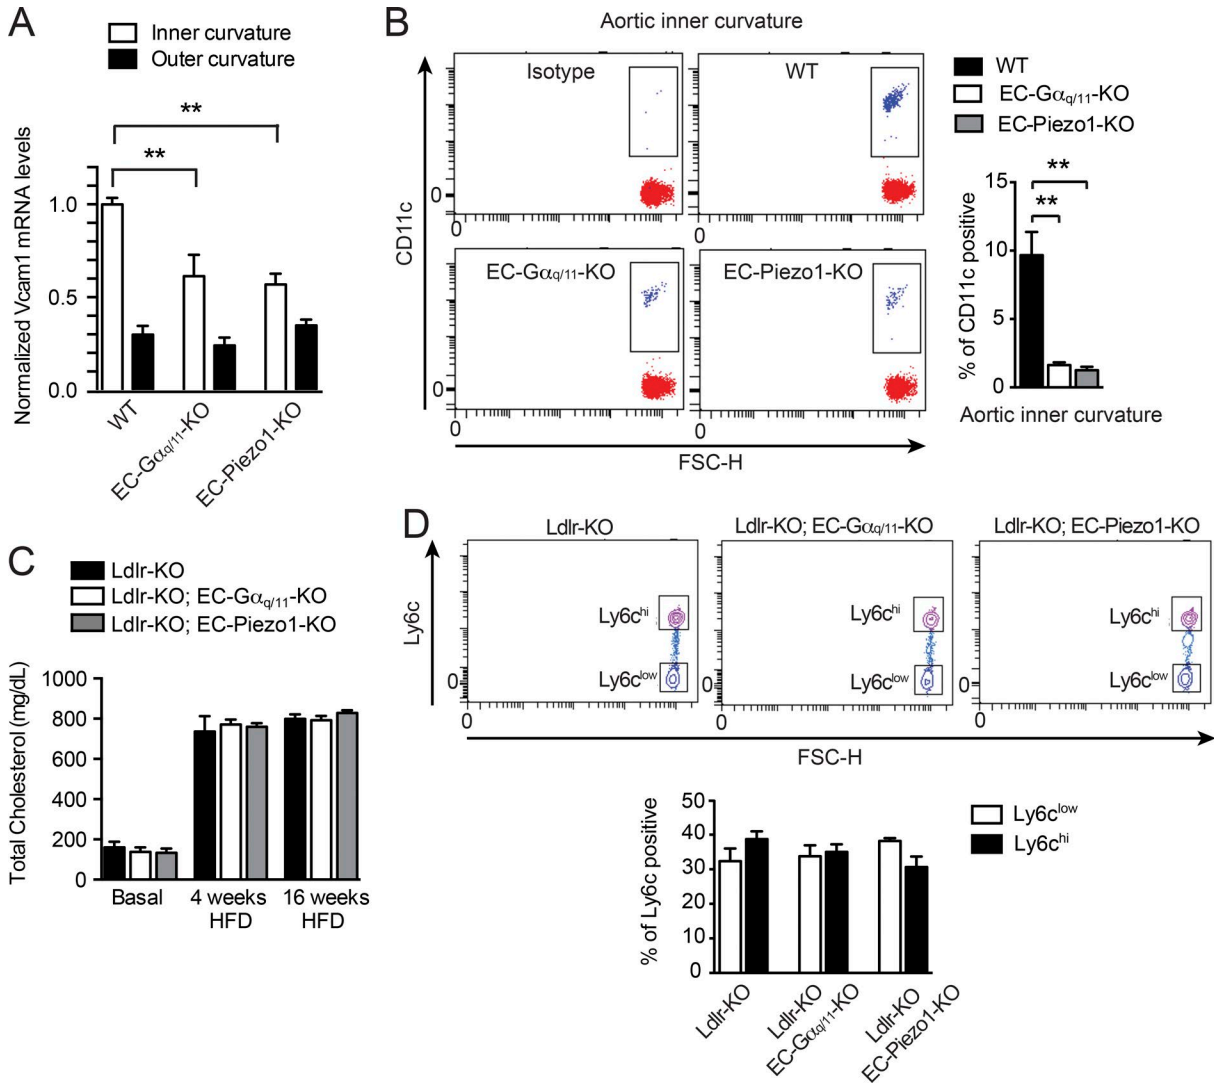 A
Inner curvature
Outer curvature
**
**
Normalized Vcam1 mRNA levels
1.0
0.5
0.0
WT
EC-Gαq/11-KO
EC-Piezo1-KO
B
Aortic inner curvature
Isotype
WT
CD11c
0
0
0
EC-Gαq/11-KO
EC-Piezo1-KO
0
0
0
FSC-H
WT
EC-Gαq/11-KO
EC-Piezo1-KO
**
**
% of CD11c positive
15
10
5
0
Aortic inner curvature
C
Ldlr-KO
Ldlr-KO; EC-Gαq/11-KO
Ldlr-KO; EC-Piezo1-KO
Total Cholesterol (mg/dL)
1000
800
600
400
200
0
Basal
4 weeks
HFD
16 weeks
HFD
D
Ldlr-KO
Ldlr-KO; EC-Gαq/11-KO
Ldlr-KO; EC-Piezo1-KO
Ly6c
Ly6chi
Ly6clow
0
0
Ly6chi
Ly6clow
0
0
Ly6chi
Ly6clow
0
0
FSC-H
% of Ly6c positive
50
40
30
20
10
0
Ly6clow
Ly6chi
Ldlr-KO
Ldlr-KO
EC-Gαq/11-KO
Ldlr-KO
EC-Piezo1-KO